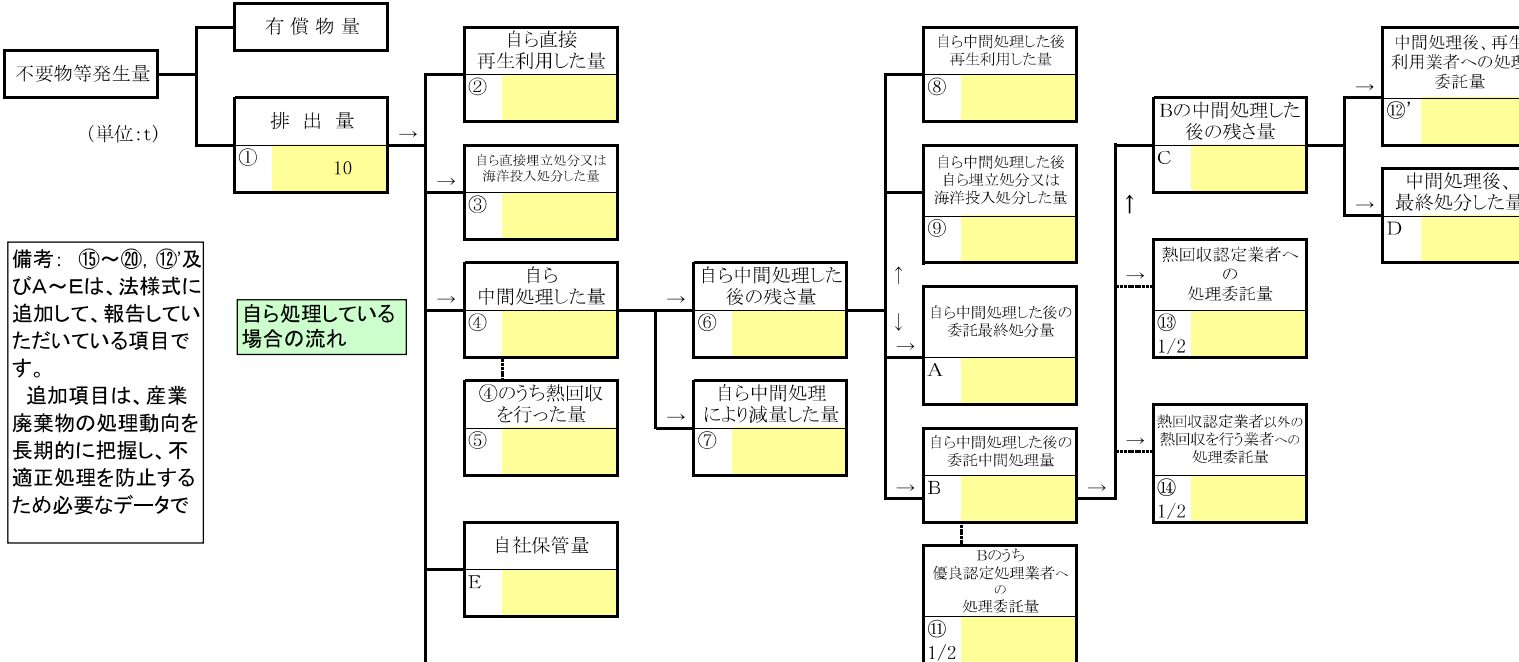 有 償 物 量
不要物等発生量
排 出 量
①
10
(単位:t)
→
自ら直接
再生利用した量
②
自ら直接埋立処分又は
海洋投入処分した量
→
③
自ら
中間処理した量
→
④
④のうち熱回収
を行った量
⑤
自社保管量
E
備考: ⑮～⑳, ⑫'及
びA～Eは、法様式に
追加して、報告してい
ただいている項目で
す。
追加項目は、産業
廃棄物の処理動向を
長期的に把握し、不
適正処理を防止する
ため必要なデータで
自ら処理している
場合の流れ
→
自ら中間処理した
後の残さ量
⑥
→
自ら中間処理
により減量した量
⑦
自ら中間処理した後
再生利用した量
⑧
自ら中間処理した後
自ら埋立処分又は
海洋投入処分した量
⑨
↑
↓
→
自ら中間処理した後の
委託最終処分量
A
自ら中間処理した後の
委託中間処理量
→
B
→
Bのうち
優良認定処理業者へ
の
処理委託量
⑪
1/2
Bの中間処理した
後の残さ量
C
↑
熱回収認定業者へ
の
処理委託量
→
⑬
1/2
熱回収認定業者以外の
熱回収を行う業者への
処理委託量
→
⑭
1/2
中間処理後、再生
利用業者への処理
委託量
→
⑫'
中間処理後、
最終処分した量
→
D